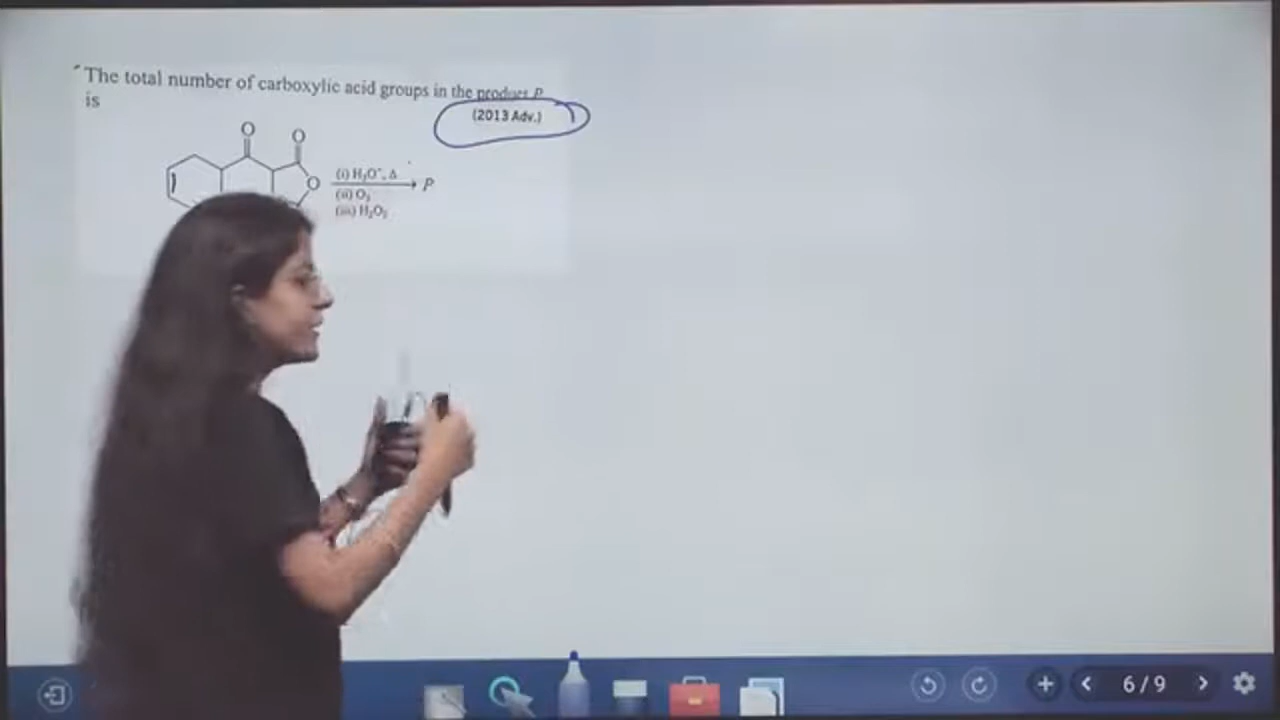 The total number of carboxylic acid groups in the product P
is
(2013 Adv.)
O
O
O
(i) H₃O⁺, Δ
(ii) O₃
(iii) H₂O₂
P
6/9